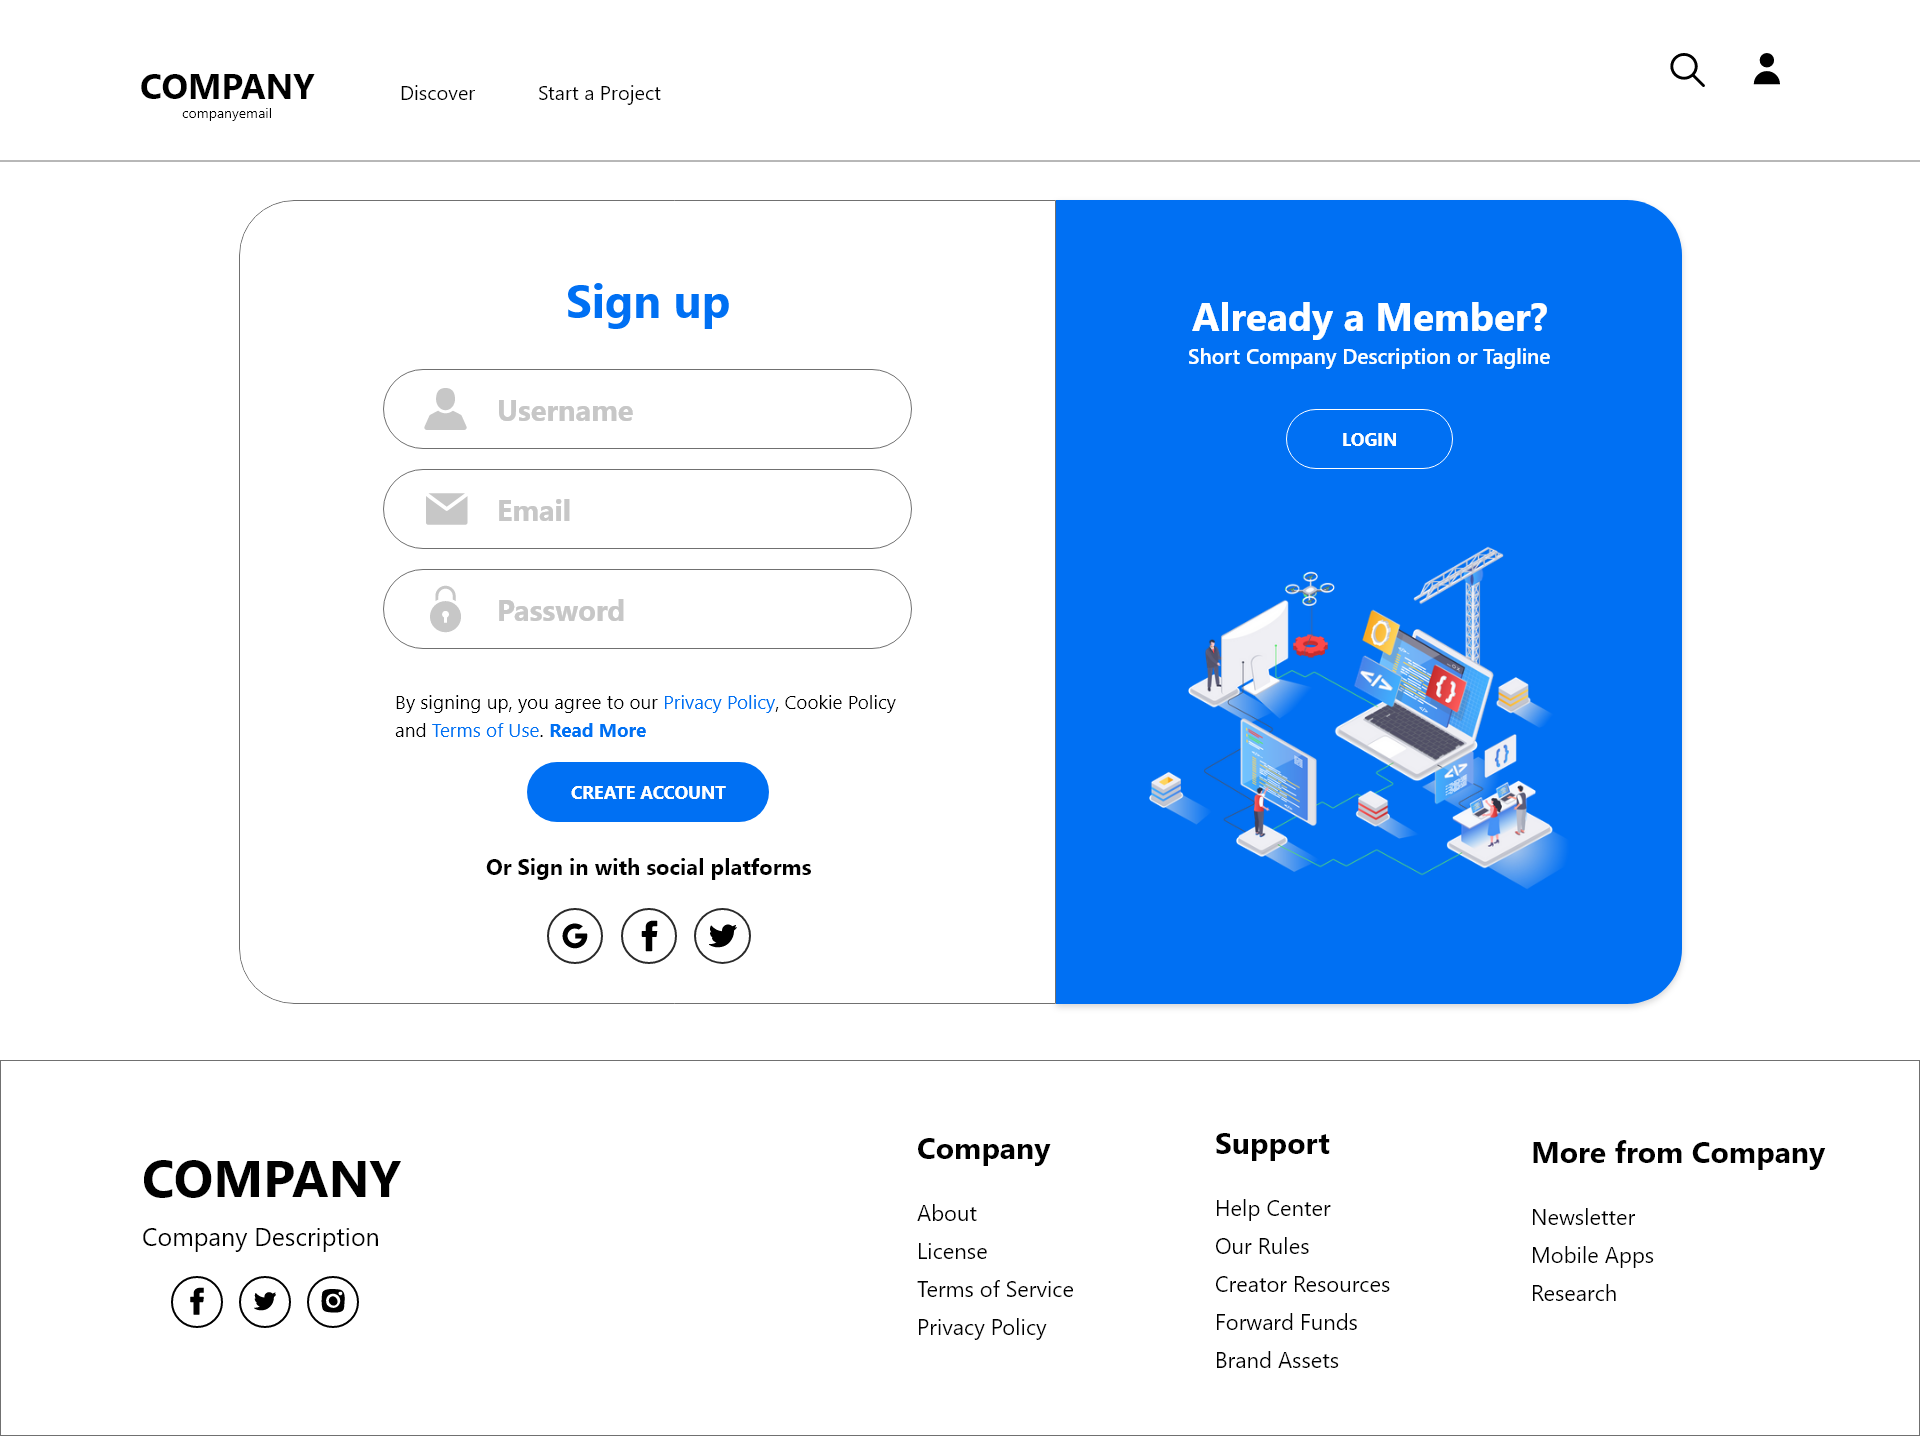 COMPANY
companyemail
Discover
Start a Project
Sign up
Username
Email
Password
By signing up, you agree to our Privacy Policy, Cookie Policy
and Terms of Use. Read More
CREATE ACCOUNT
Or Sign in with social platforms
Already a Member?
Short Company Description or Tagline
LOGIN
COMPANY
Company Description
Company
About
License
Terms of Service
Privacy Policy
Support
Help Center
Our Rules
Creator Resources
Forward Funds
Brand Assets
More from Company
Newsletter
Mobile Apps
Research